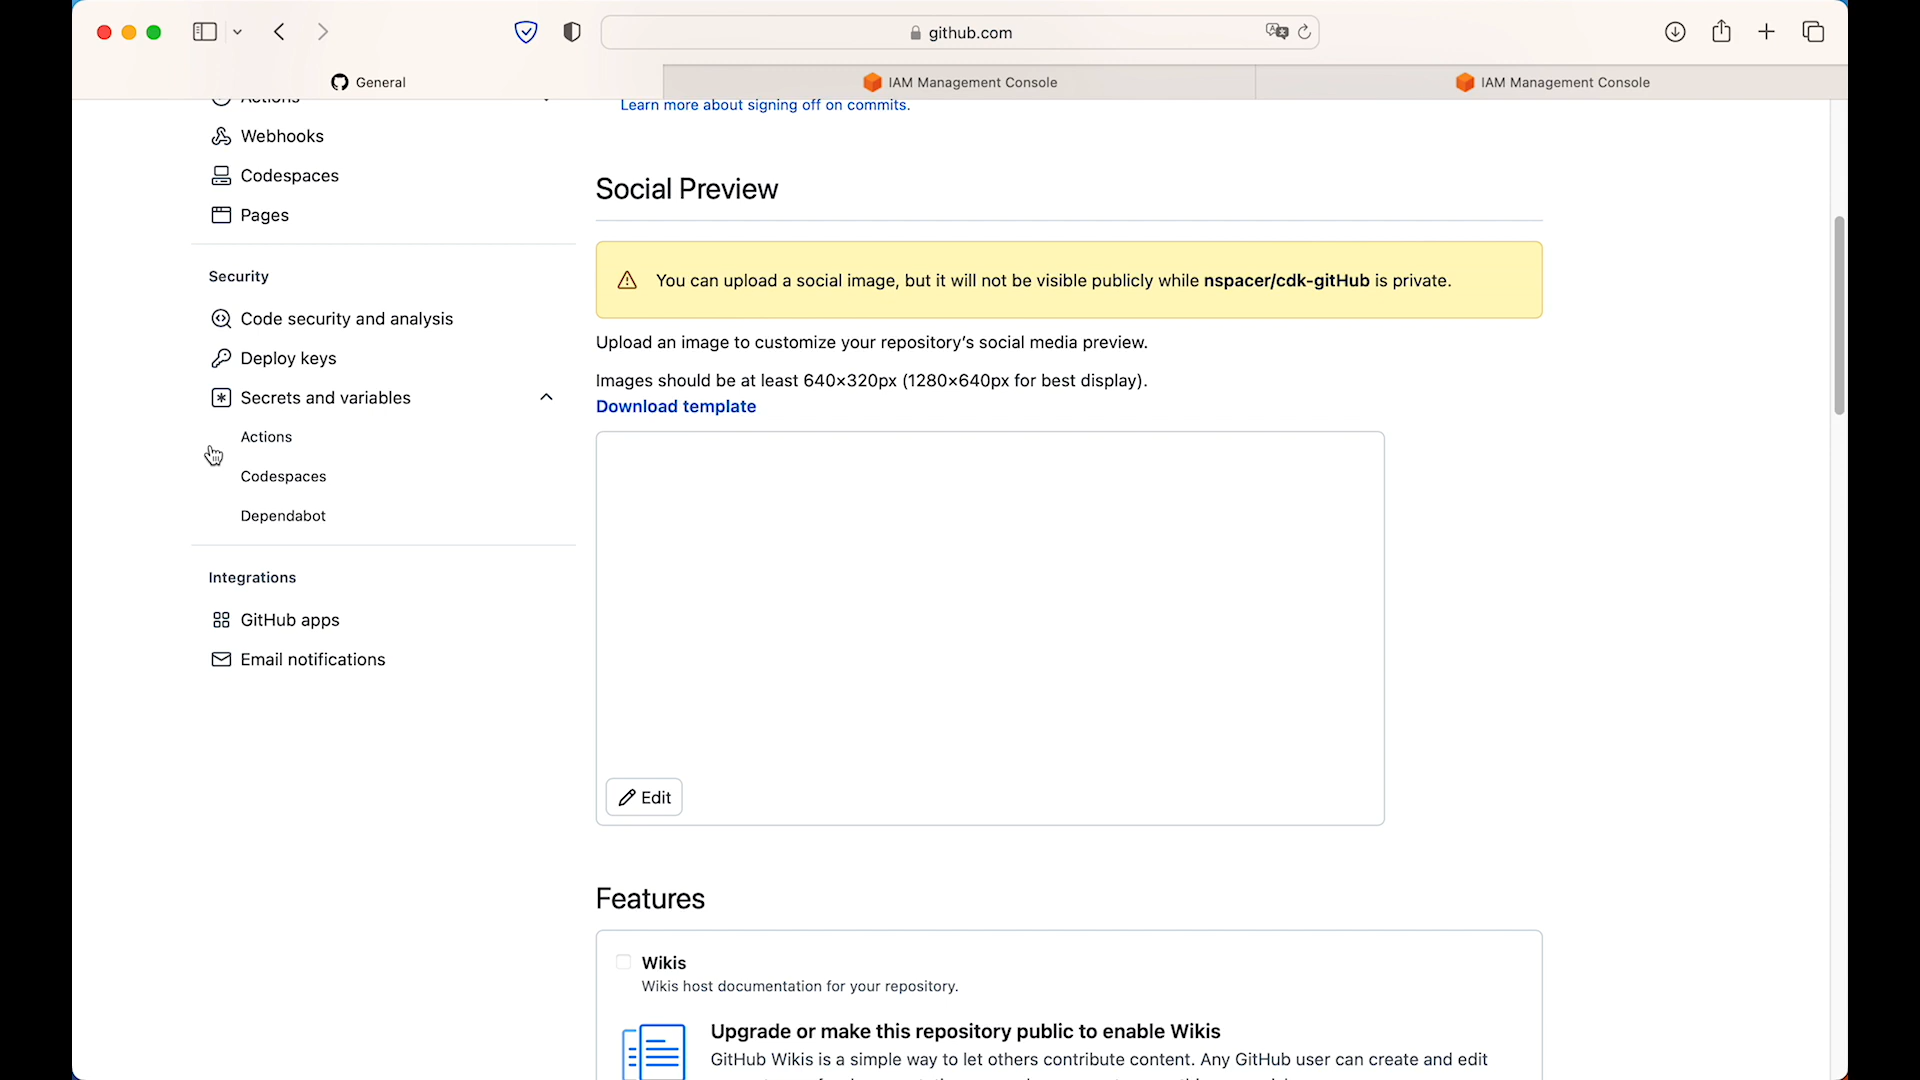 github.com
General
IAM Management Console
IAM Management Console
Actions
Webhooks
Codespaces
Pages
Security
Code security and analysis
Deploy keys
Secrets and variables
Actions
Codespaces
Dependabot
Integrations
GitHub apps
Email notifications
Learn more about signing off on commits.
Social Preview
You can upload a social image, but it will not be visible publicly while nspacer/cdk-gitHub is private.
Upload an image to customize your repository's social media preview.
Images should be at least 640×320px (1280×640px for best display).
Download template
Edit
Features
Wikis
Wikis host documentation for your repository.
Upgrade or make this repository public to enable Wikis
GitHub Wikis is a simple way to let others contribute content. Any GitHub user can create and edit